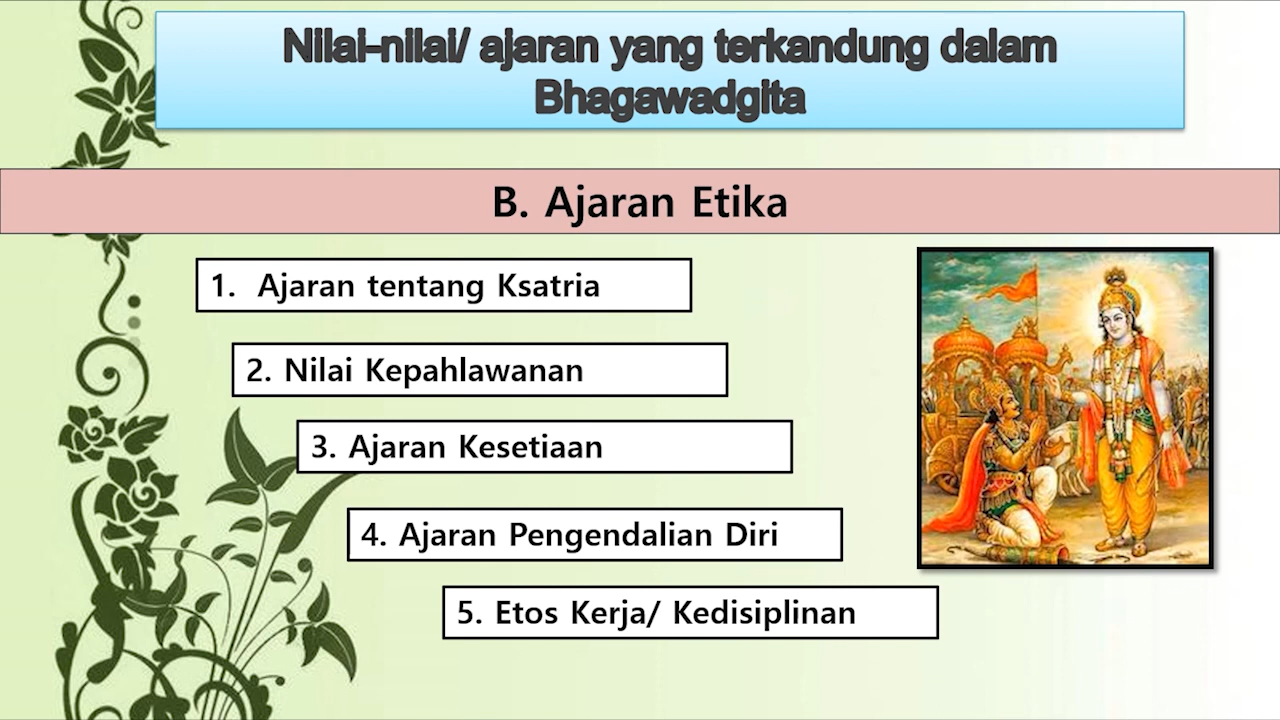 Nilai-nilai/ ajaran yang terkandung dalam
Bhagawadgita
B. Ajaran Etika
1. Ajaran tentang Ksatria
2. Nilai Kepahlawanan
3. Ajaran Kesetiaan
4. Ajaran Pengendalian Diri
5. Etos Kerja/ Kedisiplinan